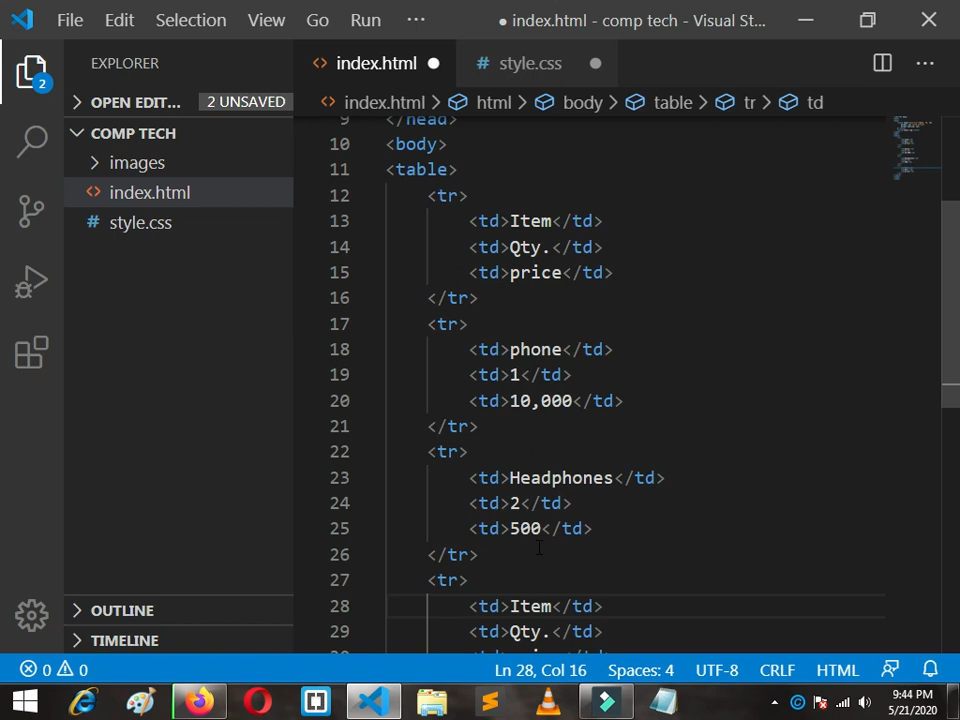 File Edit Selection View Go Run ··· ● index.html - comp tech - Visual St...
EXPLORER
<> index.html ●
# style.css ●
OPEN EDIT... 2 UNSAVED
<> index.html > html > body > table > tr > td
COMP TECH
images
<> index.html
# style.css
2
9 </head>
10 <body>
11 <table>
12 <tr>
13 <td>Item</td>
14 <td>Qty.</td>
15 <td>price</td>
16 </tr>
17 <tr>
18 <td>phone</td>
19 <td>1</td>
20 <td>10,000</td>
21 </tr>
22 <tr>
23 <td>Headphones</td>
24 <td>2</td>
25 <td>500</td>
26 </tr>
27 <tr>
28 <td>Item</td>
29 <td>Qty.</td>
OUTLINE
TIMELINE
0 0 Ln 28, Col 16 Spaces: 4 UTF-8 CRLF HTML
9:44 PM
5/21/2020